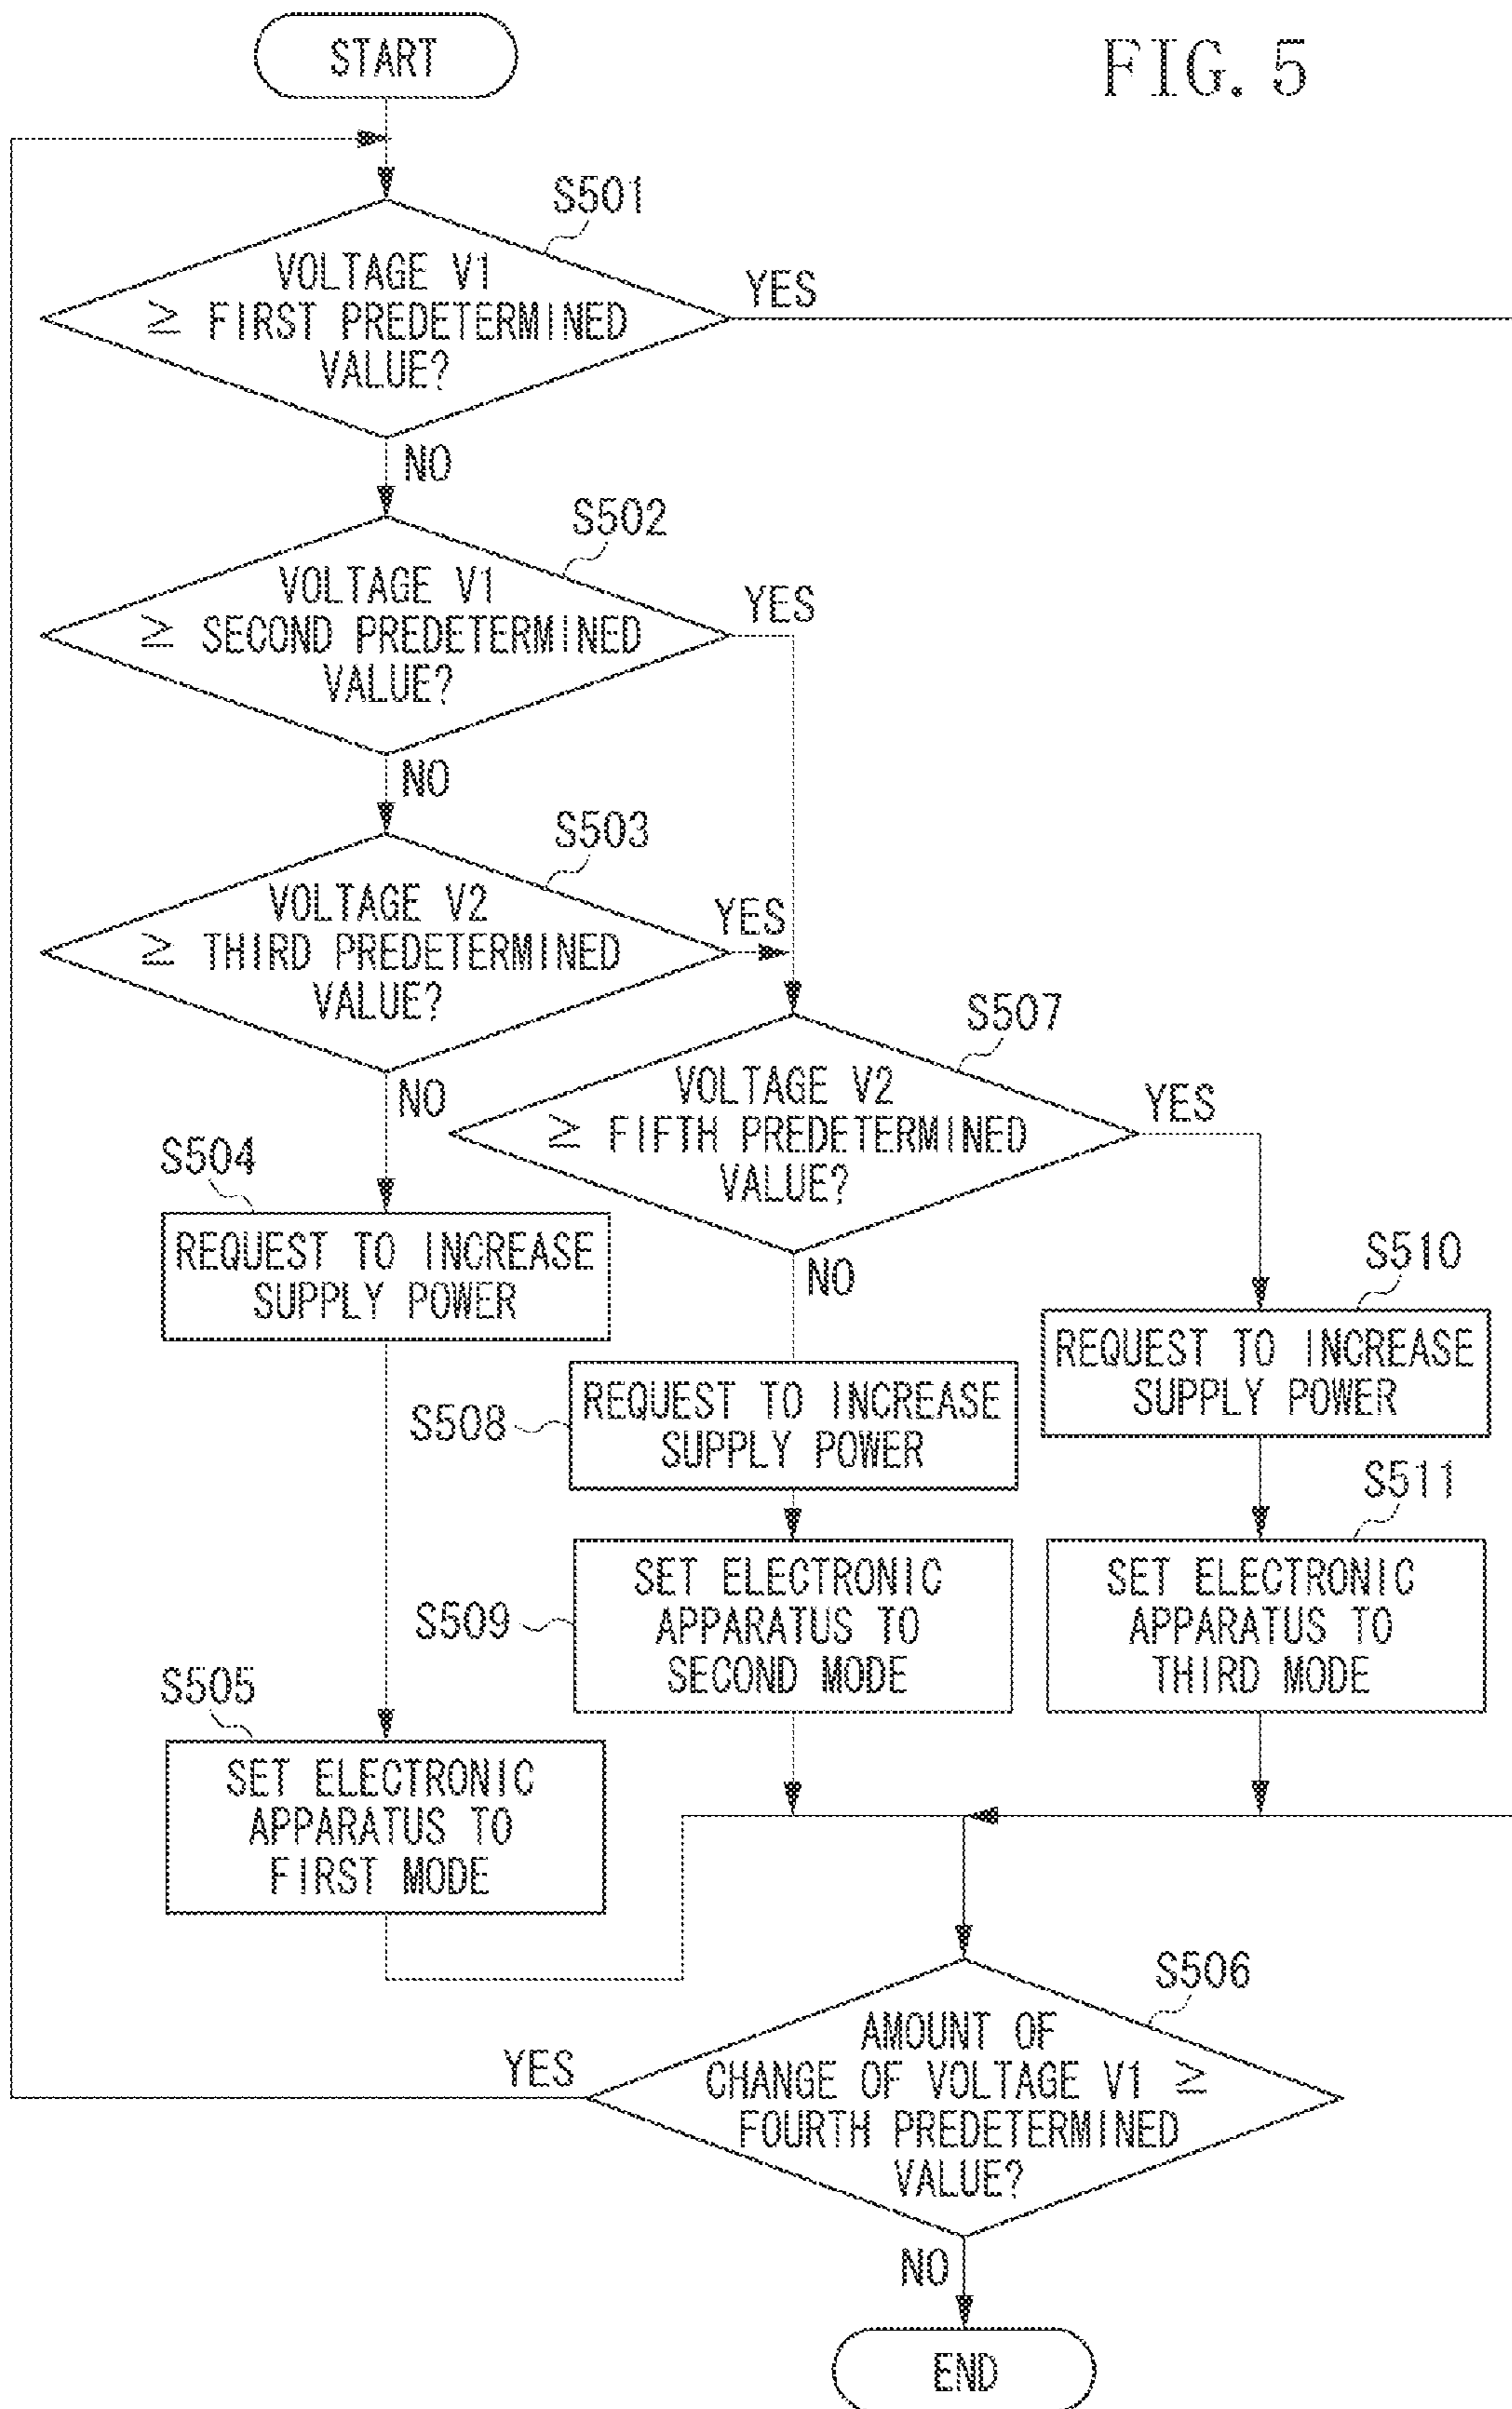 FIG. 5
START
S501
VOLTAGE V1
≥ FIRST PREDETERMINED
VALUE?
YES
NO
S502
VOLTAGE V1
≥ SECOND PREDETERMINED
VALUE?
YES
NO
S503
VOLTAGE V2
≥ THIRD PREDETERMINED
VALUE?
YES
NO
S507
VOLTAGE V2
≥ FIFTH PREDETERMINED
VALUE?
YES
NO
S504
REQUEST TO INCREASE
SUPPLY POWER
S508
REQUEST TO INCREASE
SUPPLY POWER
S510
REQUEST TO INCREASE
SUPPLY POWER
S509
SET ELECTRONIC
APPARATUS TO
SECOND MODE
S511
SET ELECTRONIC
APPARATUS TO
THIRD MODE
S505
SET ELECTRONIC
APPARATUS TO
FIRST MODE
S506
AMOUNT OF
CHANGE OF VOLTAGE V1 ≥
FOURTH PREDETERMINED
VALUE?
YES
NO
END